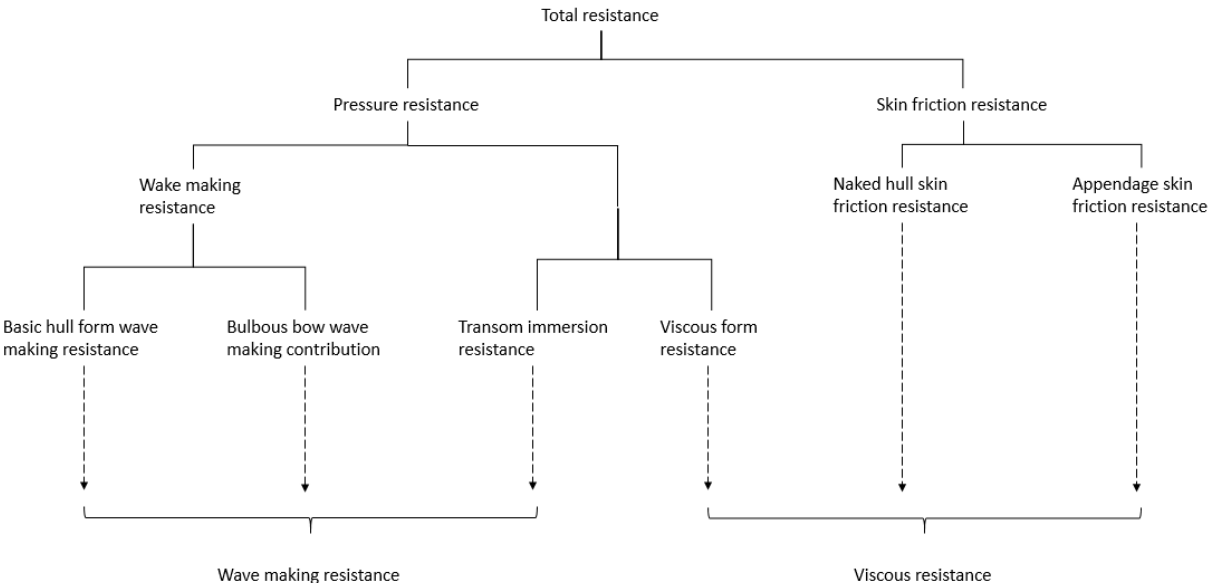 Total resistance
Pressure resistance
Skin friction resistance
Wake making
resistance
Naked hull skin
friction resistance
Appendage skin
friction resistance
Basic hull form wave
making resistance
Bulbous bow wave
making contribution
Transom immersion
resistance
Viscous form
resistance
Wave making resistance
Viscous resistance